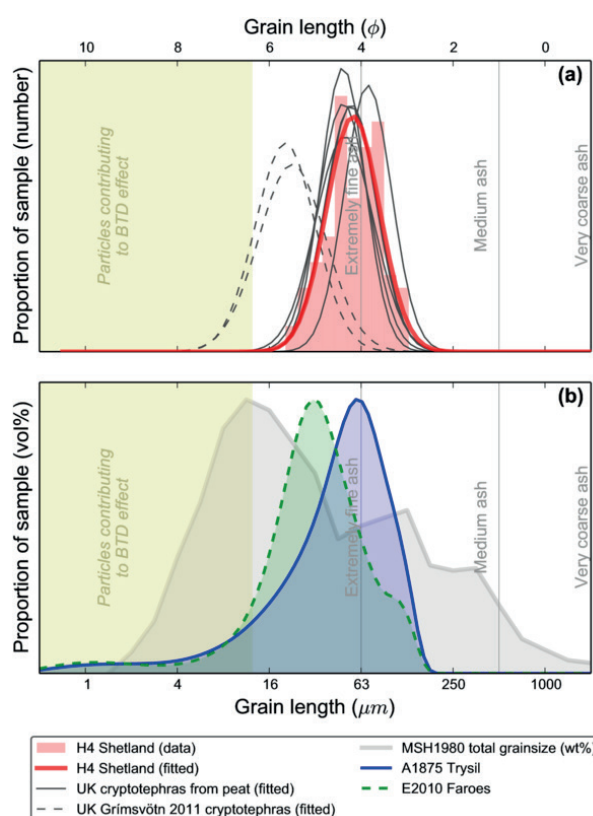 Grain length (ϕ)
10 8 6 4 2 0
(a)
Proportion of sample (number)
Particles contributing
to BTD effect
Extremely fine ash
Medium ash
Very coarse ash
(b)
Proportion of sample (vol%)
Particles contributing
to BTD effect
Extremely fine ash
Medium ash
Very coarse ash
1 4 16 63 250 1000
Grain length (μm)
H4 Shetland (data)
H4 Shetland (fitted)
UK cryptotephras from peat (fitted)
UK Grímsvötn 2011 cryptotephras (fitted)
MSH1980 total grainsize (wt%)
A1875 Trysil
E2010 Faroes